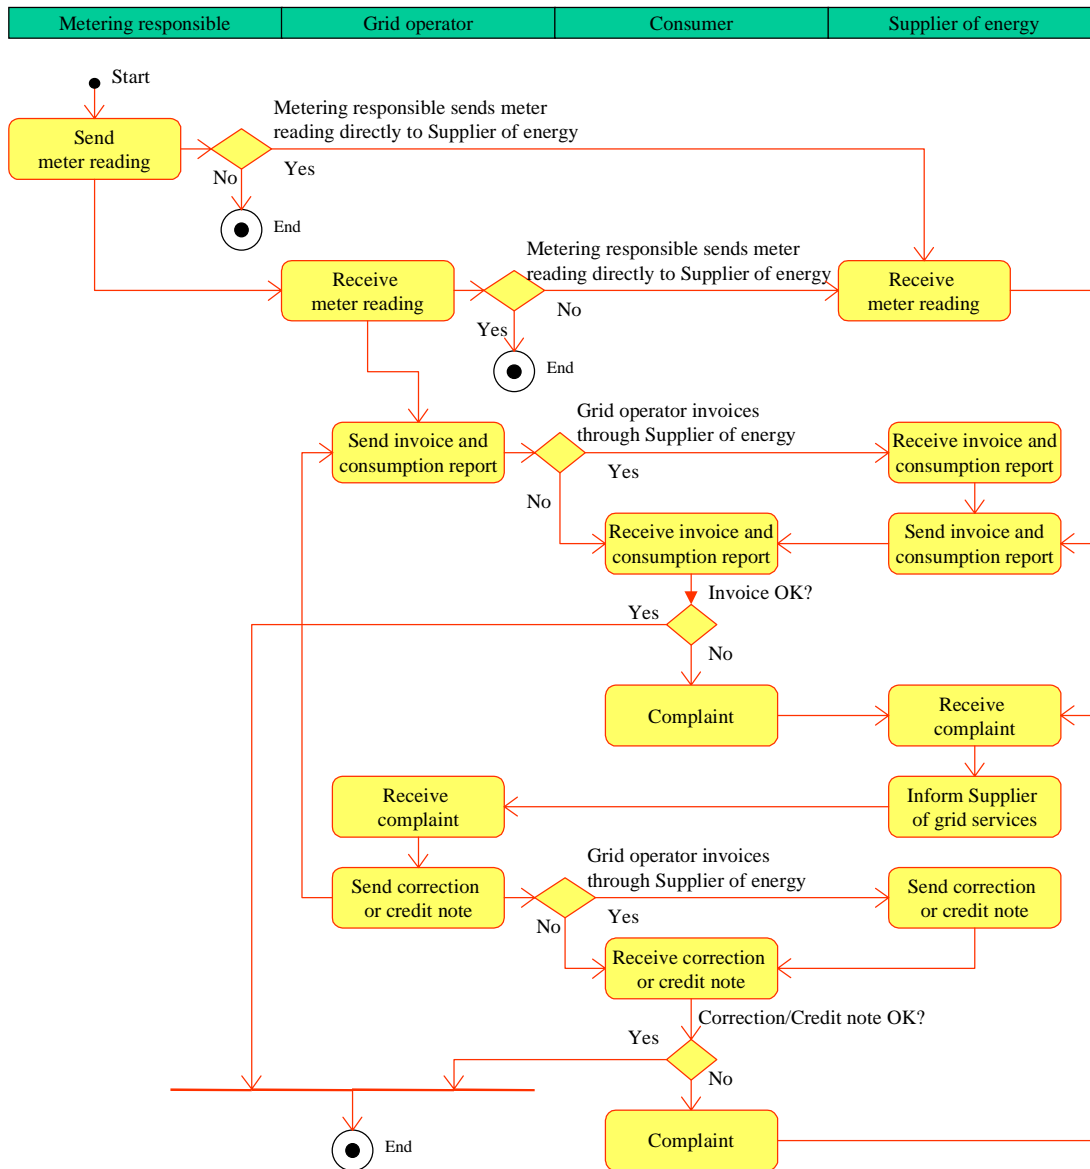 Metering responsible
Grid operator
Consumer
Supplier of energy
Start
Metering responsible sends meter
reading directly to Supplier of energy
Send
meter reading
No
Yes
End
Metering responsible sends meter
reading directly to Supplier of energy
Receive
meter reading
Receive
meter reading
No
Yes
End
Grid operator invoices
through Supplier of energy
Send invoice and
consumption report
Receive invoice and
consumption report
Yes
No
Receive invoice and
consumption report
Send invoice and
consumption report
Invoice OK?
Yes
No
Complaint
Receive
complaint
Receive
complaint
Inform Supplier
of grid services
Grid operator invoices
through Supplier of energy
Send correction
or credit note
Send correction
or credit note
No
Yes
Receive correction
or credit note
Correction/Credit note OK?
Yes
No
End
Complaint